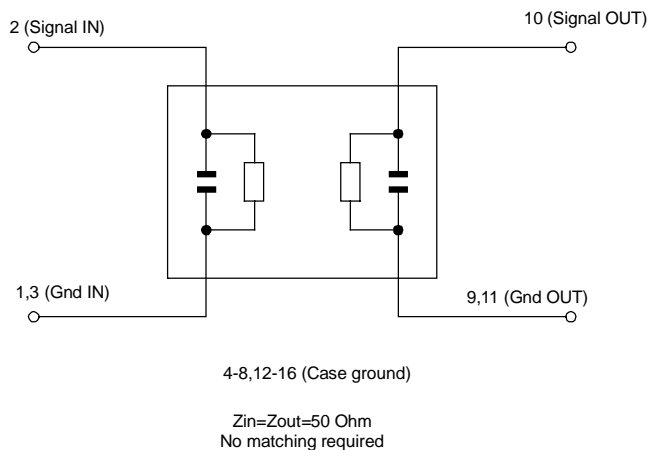 2 (Signal IN)
10 (Signal OUT)
1,3 (Gnd IN)
9,11 (Gnd OUT)
4-8,12-16 (Case ground)
Zin=Zout=50 Ohm
No matching required